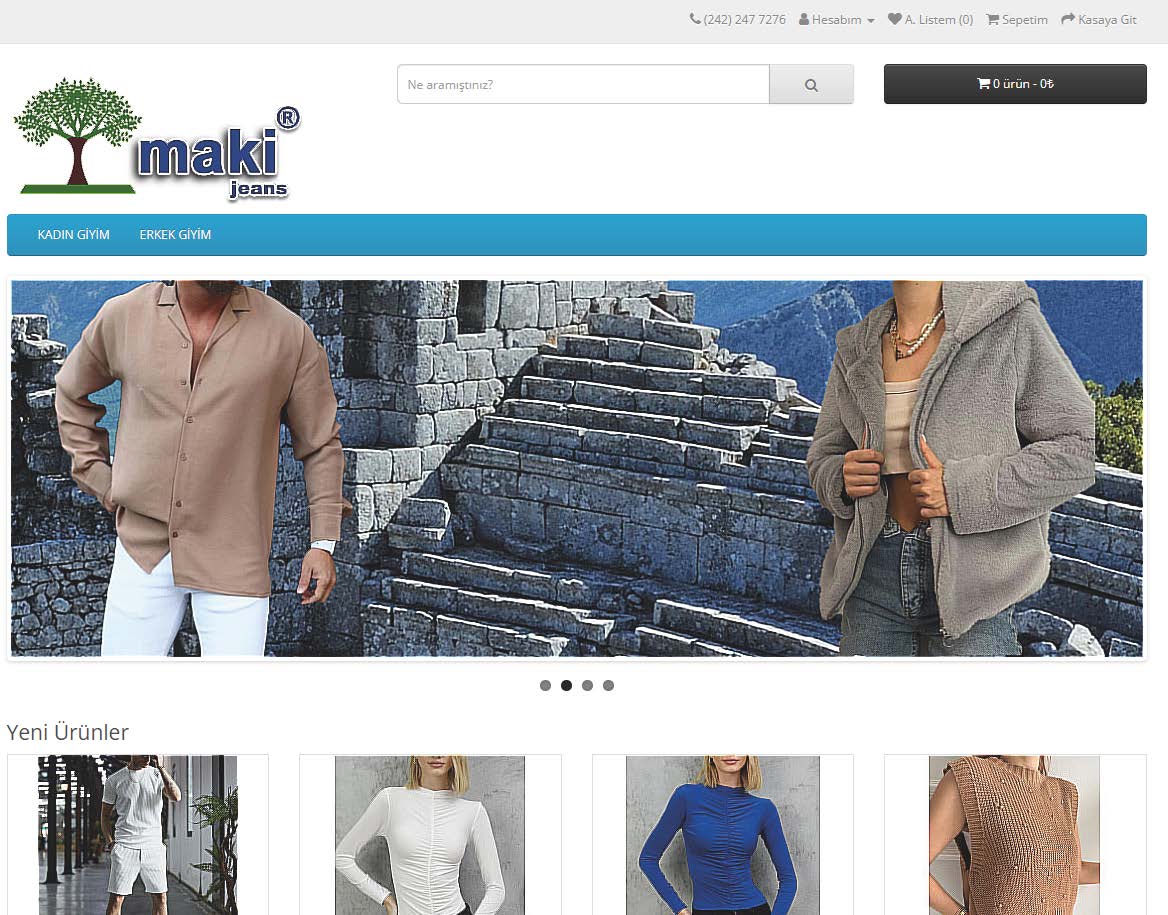 (242) 247 7276 Hesabım A. Listem (0) Sepetim Kasaya Git
Ne aramıştınız?
0 ürün - 0₺
maki ®
jeans
KADIN GİYİM ERKEK GİYİM
Yeni Ürünler